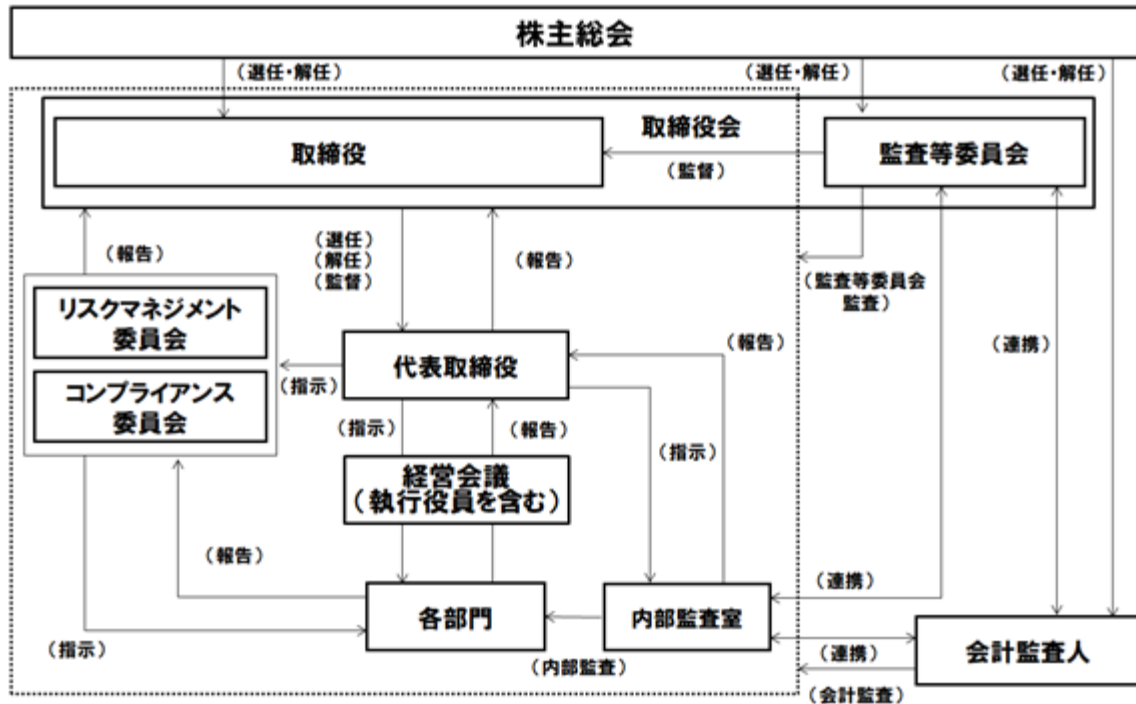 株主総会
（選任・解任）
（選任・解任）
（選任・解任）
取締役会
取締役
監査等委員会
（監督）
（報告）
（選任）
（解任）
（監督）
（報告）
（監査等委員会
監査）
リスクマネジメント
委員会
コンプライアンス
委員会
（指示）
代表取締役
（報告）
（連携）
（指示）
（報告）
（指示）
経営会議
（執行役員を含む）
（報告）
（連携）
各部門
内部監査室
（指示）
（内部監査）
（連携）
会計監査人
（会計監査）